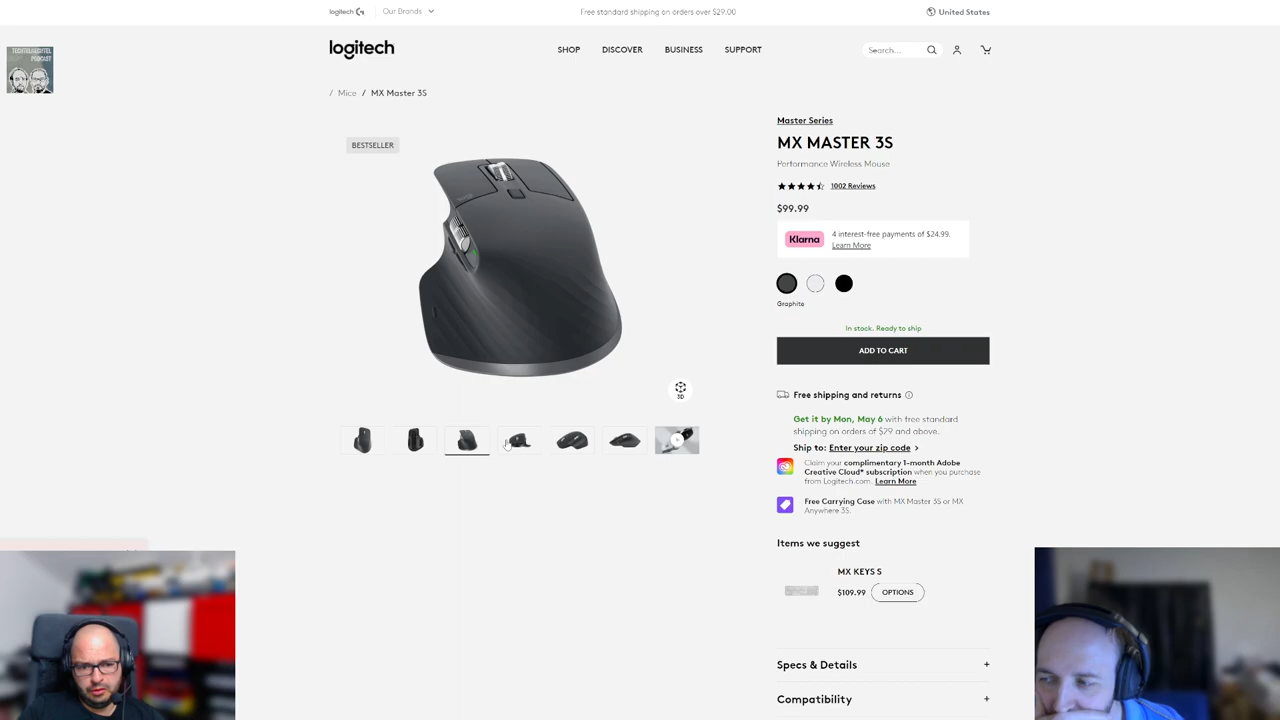 logitech G
Our Brands
Free standard shipping on orders over $29.00
United States
TECHTELMECHTEL
PODCAST
logitech
SHOP
DISCOVER
BUSINESS
SUPPORT
Search...
/ Mice / MX Master 3S
BESTSELLER
3D
Master Series
MX MASTER 3S
Performance Wireless Mouse
1002 Reviews
$99.99
Klarna
4 interest-free payments of $24.99.
Learn More
Graphite
In stock. Ready to ship
ADD TO CART
Free shipping and returns
Get it by Mon, May 6 with free standard
shipping on orders of $29 and above.
Ship to: Enter your zip code >
Claim your complimentary 1-month Adobe
Creative Cloud* subscription when you purchase
from Logitech.com. Learn More
Free Carrying Case with MX Master 3S or MX
Anywhere 3S.
Items we suggest
MX KEYS S
$109.99
OPTIONS
Specs & Details
+
Compatibility
+